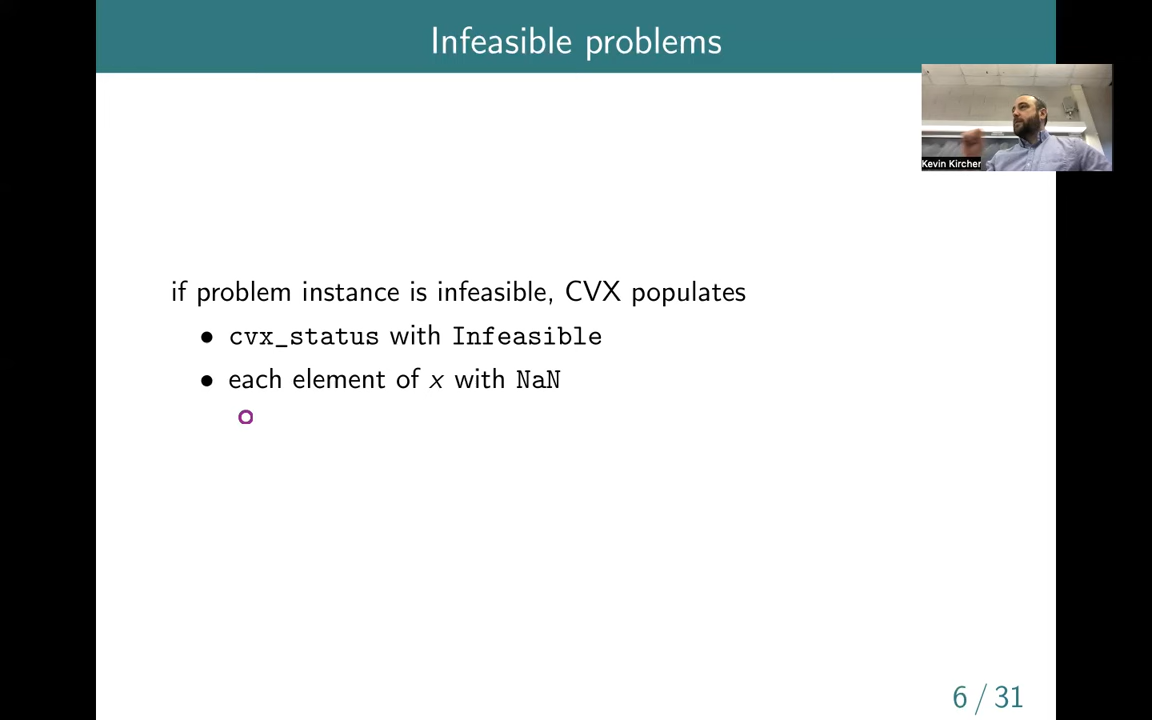 Infeasible problems
Kevin Kircher
if problem instance is infeasible, CVX populates
• cvx_status with Infeasible
• each element of x with NaN
6 / 31